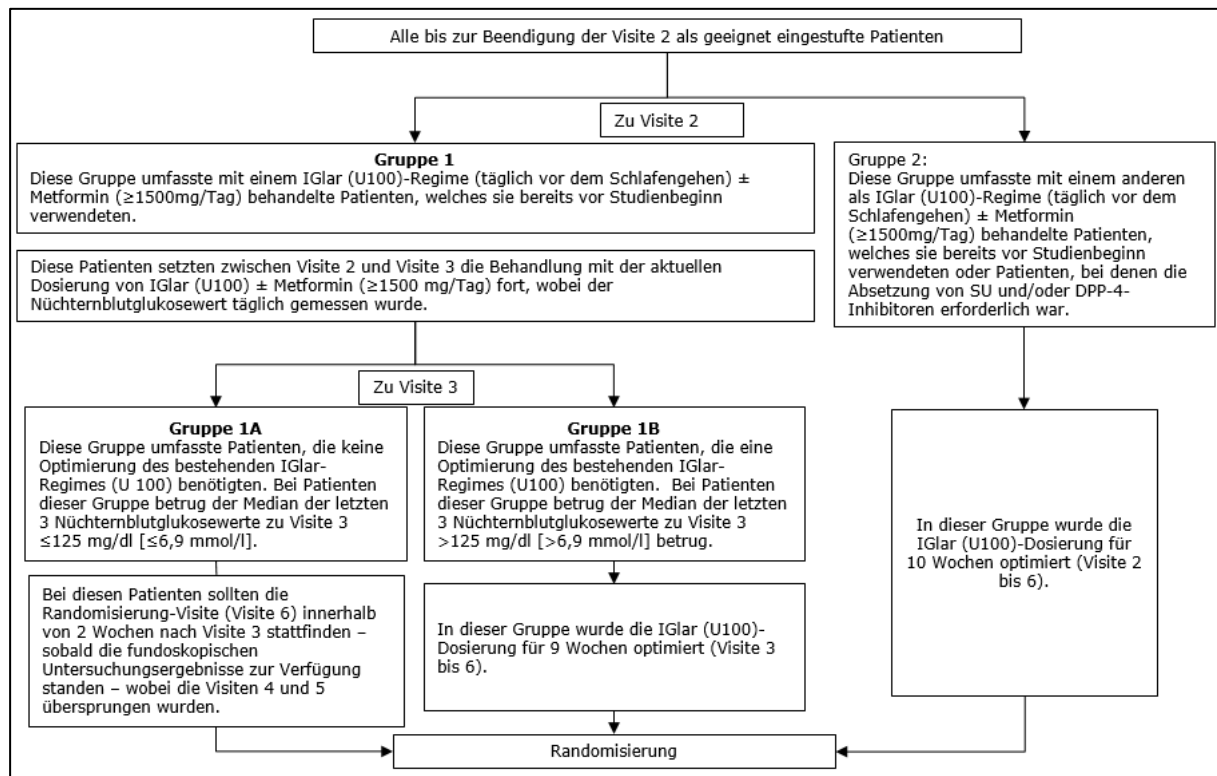 Alle bis zur Beendigung der Visite 2 als geeignet eingestufte Patienten
Zu Visite 2
Gruppe 1
Diese Gruppe umfasste mit einem IGlar (U100)-Regime (täglich vor dem Schlafengehen) ±
Metformin (≥1500mg/Tag) behandelte Patienten, welches sie bereits vor Studienbeginn
verwendeten.
Diese Patienten setzten zwischen Visite 2 und Visite 3 die Behandlung mit der aktuellen
Dosierung von IGlar (U100) ± Metformin (≥1500 mg/Tag) fort, wobei der
Nüchternblutglukosewert täglich gemessen wurde.
Gruppe 2:
Diese Gruppe umfasste mit einem anderen
als IGlar (U100)-Regime (täglich vor dem
Schlafengehen) ± Metformin
(≥1500mg/Tag) behandelte Patienten,
welches sie bereits vor Studienbeginn
verwendeten oder Patienten, bei denen die
Absetzung von SU und/oder DPP-4-
Inhibitoren erforderlich war.
Zu Visite 3
Gruppe 1A
Diese Gruppe umfasste Patienten, die keine
Optimierung des bestehenden IGlar-
Regimes (U 100) benötigten. Bei Patienten
dieser Gruppe betrug der Median der letzten
3 Nüchternblutglukosewerte zu Visite 3
≤125 mg/dl [≤6,9 mmol/l].
Gruppe 1B
Diese Gruppe umfasste Patienten, die eine
Optimierung des bestehenden IGlar-
Regimes (U100) benötigten. Bei Patienten
dieser Gruppe betrug der Median der letzten
3 Nüchternblutglukosewerte zu Visite 3
>125 mg/dl [>6,9 mmol/l] betrug.
Bei diesen Patienten sollten die
Randomisierung-Visite (Visite 6) innerhalb
von 2 Wochen nach Visite 3 stattfinden –
sobald die fundoskopischen
Untersuchungsergebnisse zur Verfügung
standen – wobei die Visiten 4 und 5
übersprungen wurden.
In dieser Gruppe wurde die IGlar (U100)-
Dosierung für 9 Wochen optimiert (Visite 3
bis 6).
In dieser Gruppe wurde die
IGlar (U100)-Dosierung für
10 Wochen optimiert (Visite 2
bis 6).
Randomisierung